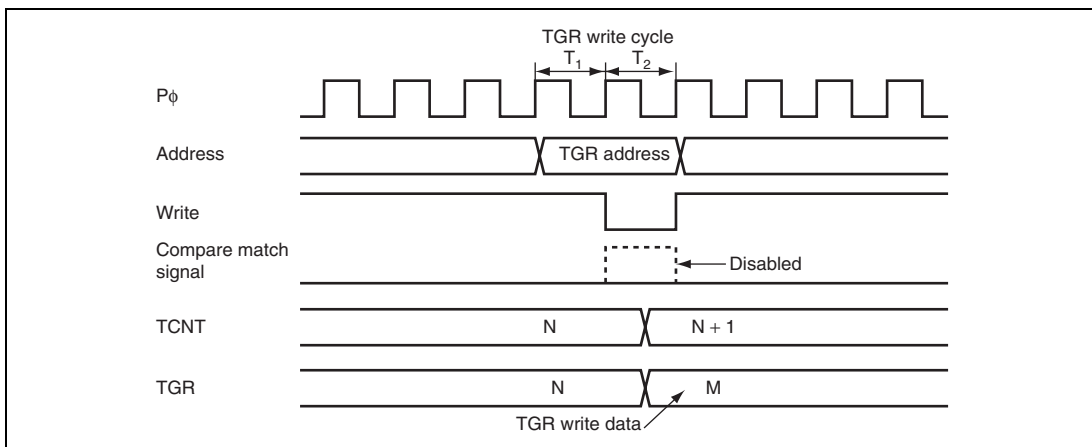 TGR write cycle
T1 T2
Pϕ
Address TGR address
Write
Compare match
signal
Disabled
TCNT N N + 1
TGR N M
TGR write data